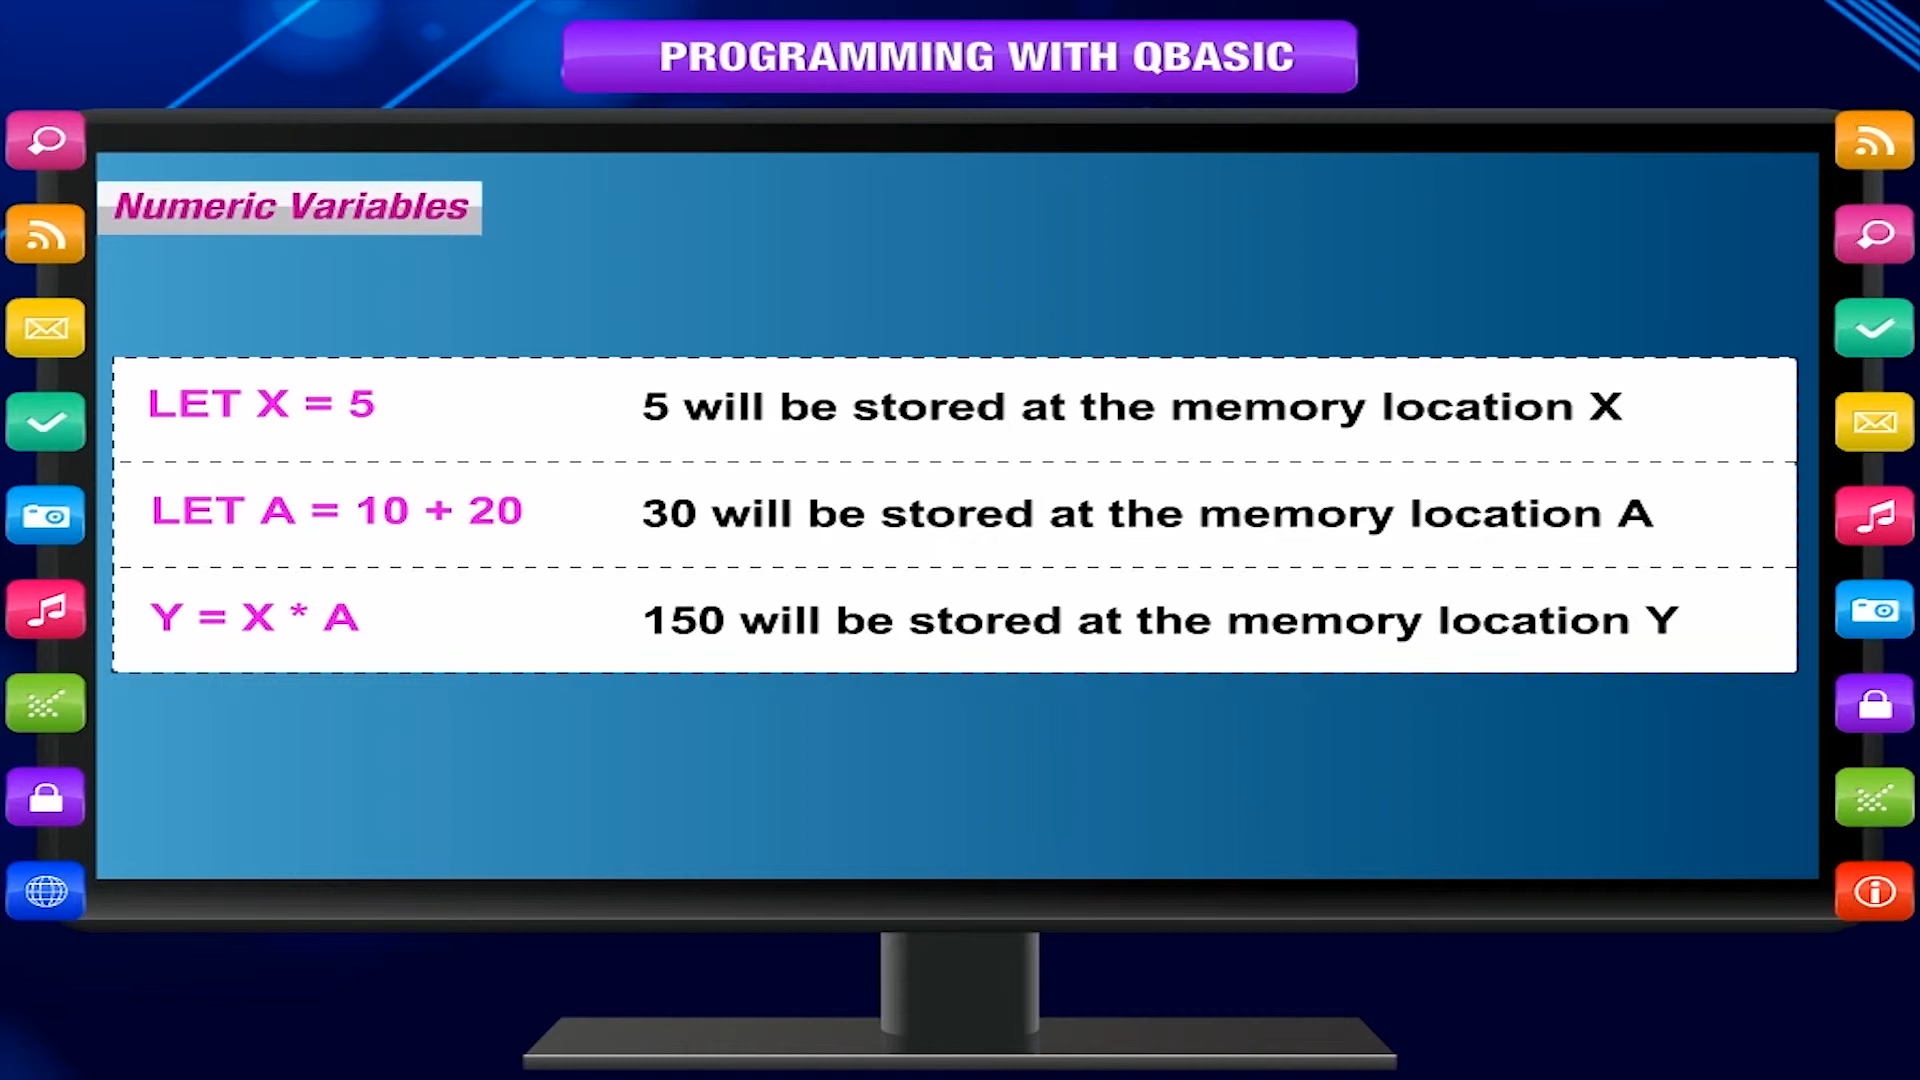 PROGRAMMING WITH QBASIC
Numeric Variables
LET X = 5 5 will be stored at the memory location X
LET A = 10 + 20 30 will be stored at the memory location A
Y = X * A 150 will be stored at the memory location Y